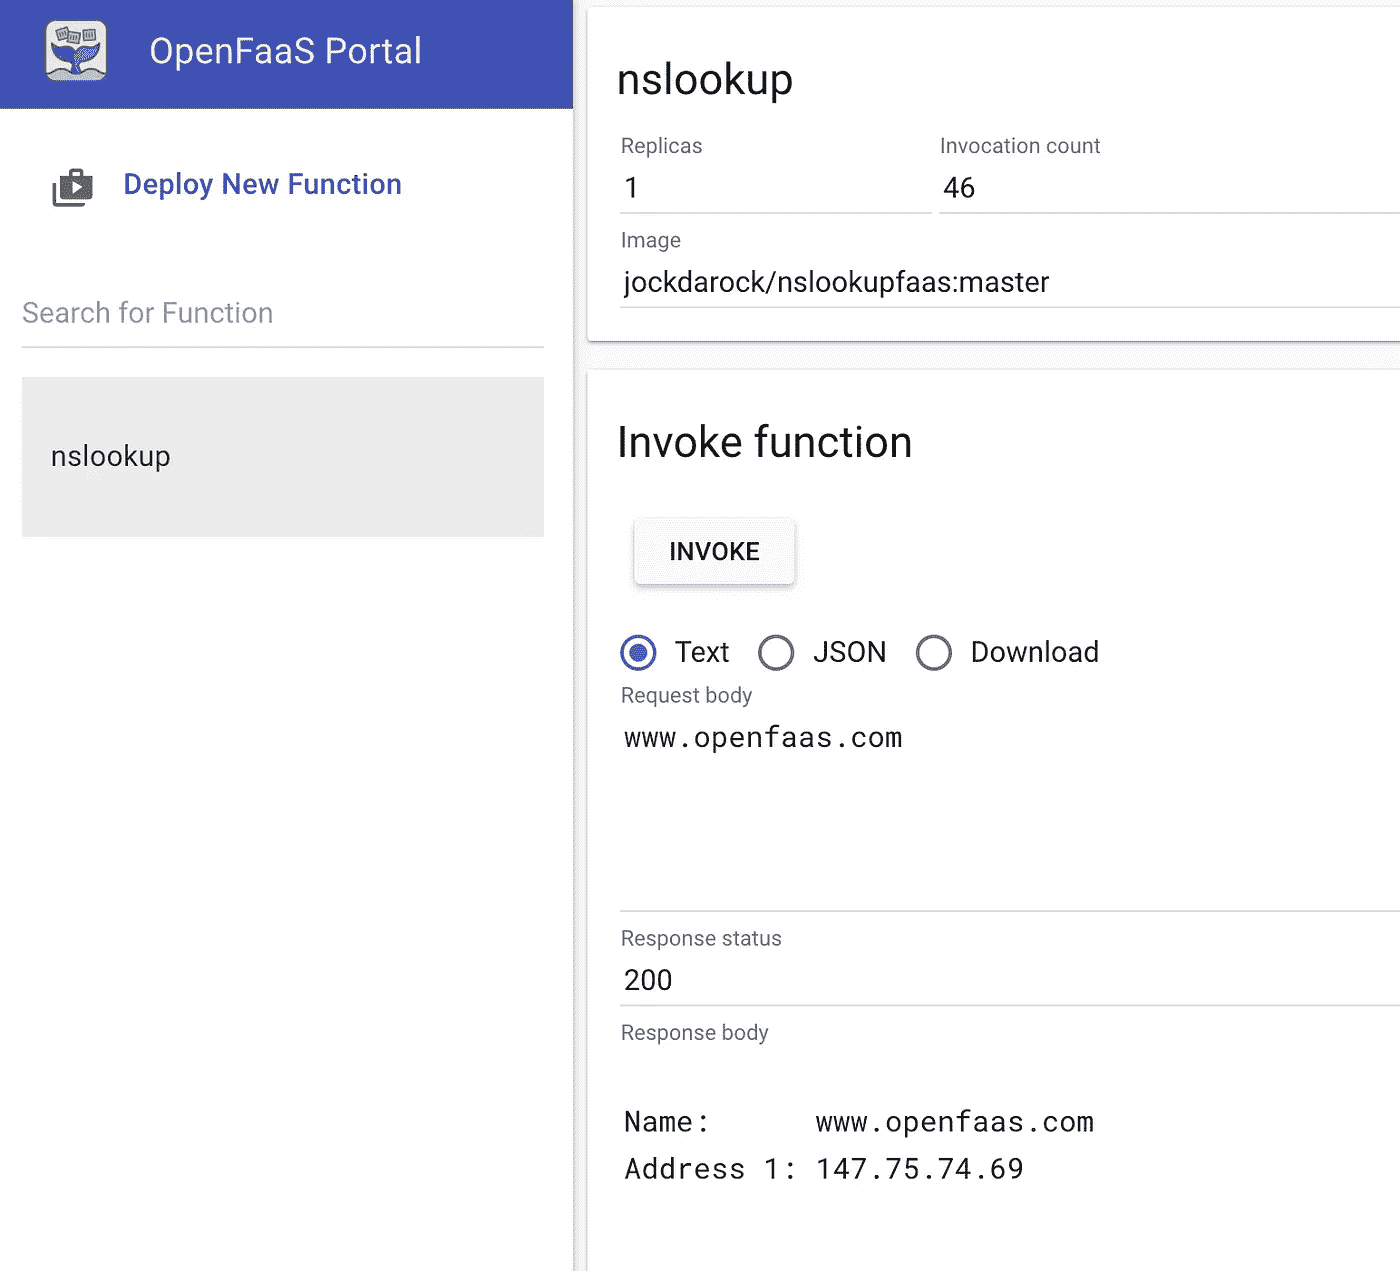 OpenFaaS Portal
Deploy New Function
Search for Function
nslookup
nslookup
Replicas Invocation count
1 46
Image
jockdarock/nslookupfaas:master
Invoke function
INVOKE
Text JSON Download
Request body
www.openfaas.com
Response status
200
Response body
Name: www.openfaas.com
Address 1: 147.75.74.69